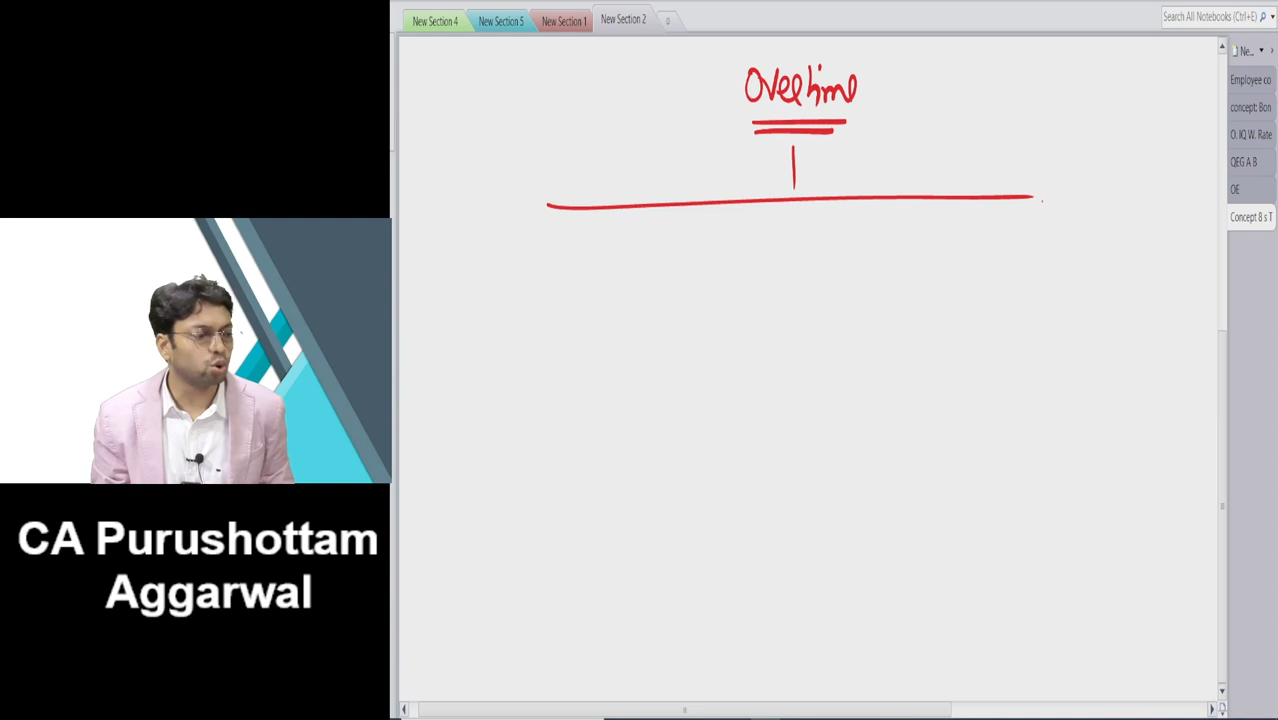 New Section 4
New Section 5
New Section 1
New Section 2
Search All Notebooks (Ctrl+E)
Ne...
Overtime
Employee co
concept: Bon
O. IQ W. Rate
QEG A B
OE
Concept 8 s T
CA Purushottam
Aggarwal